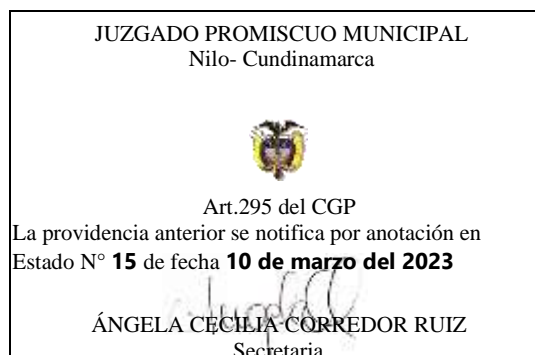 JUZGADO PROMISCUO MUNICIPAL
Nilo- Cundinamarca
Art.295 del CGP
La providencia anterior se notifica por anotación en
Estado N° 15 de fecha 10 de marzo del 2023
ÁNGELA CECILIA CORREDOR RUIZ
Secretaria